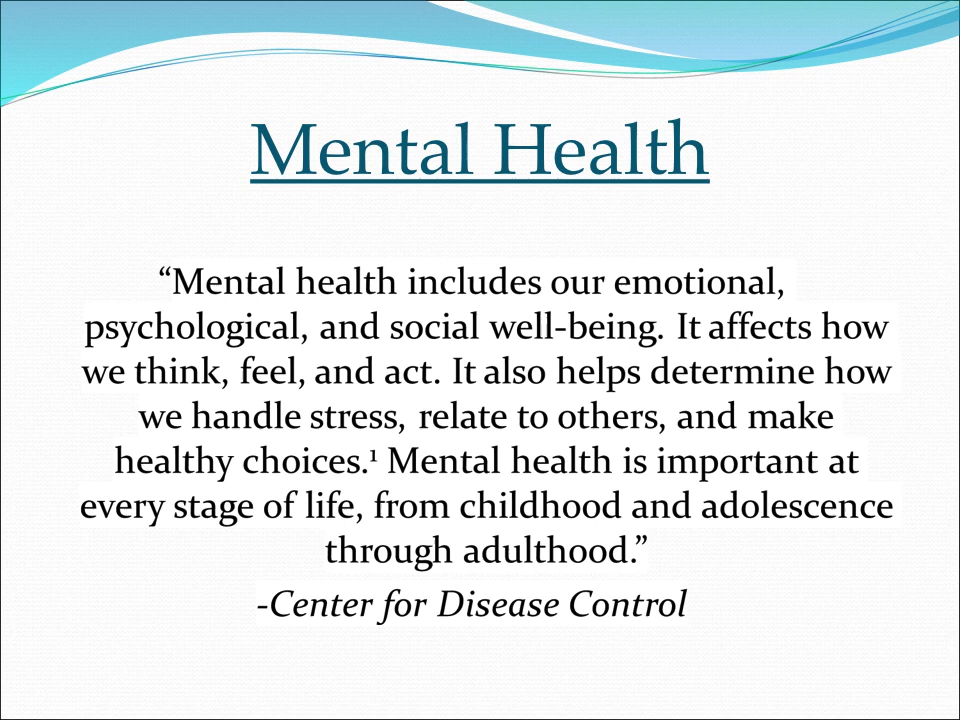 Mental Health
“Mental health includes our emotional,
psychological, and social well-being. It affects how
we think, feel, and act. It also helps determine how
we handle stress, relate to others, and make
healthy choices.¹ Mental health is important at
every stage of life, from childhood and adolescence
through adulthood.”
-Center for Disease Control